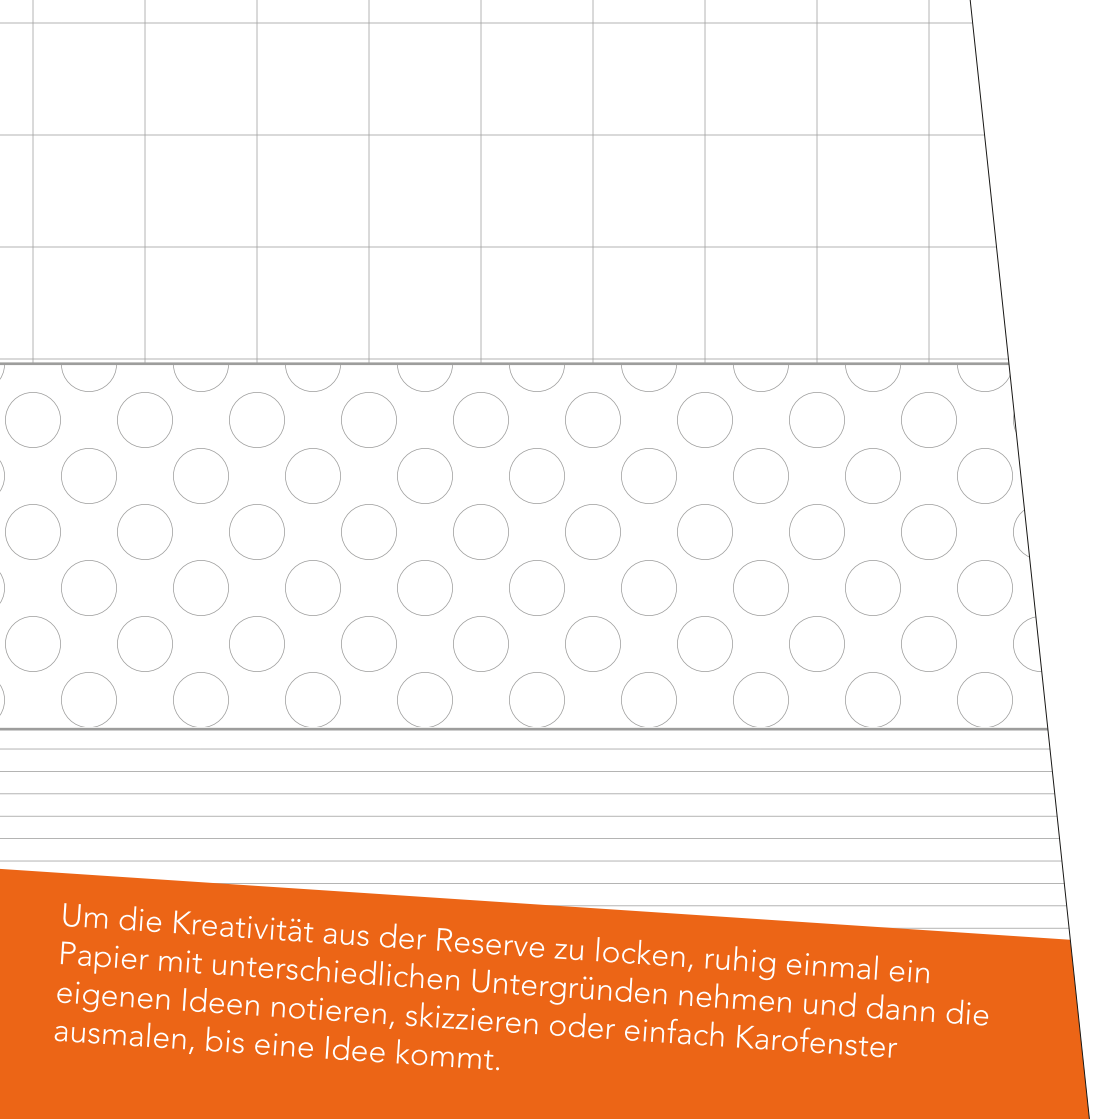 Um die Kreativität aus der Reserve zu locken, ruhig einmal ein
Papier mit unterschiedlichen Untergründen nehmen und dann die
eigenen Ideen notieren, skizzieren oder einfach Karofenster
ausmalen, bis eine Idee kommt.